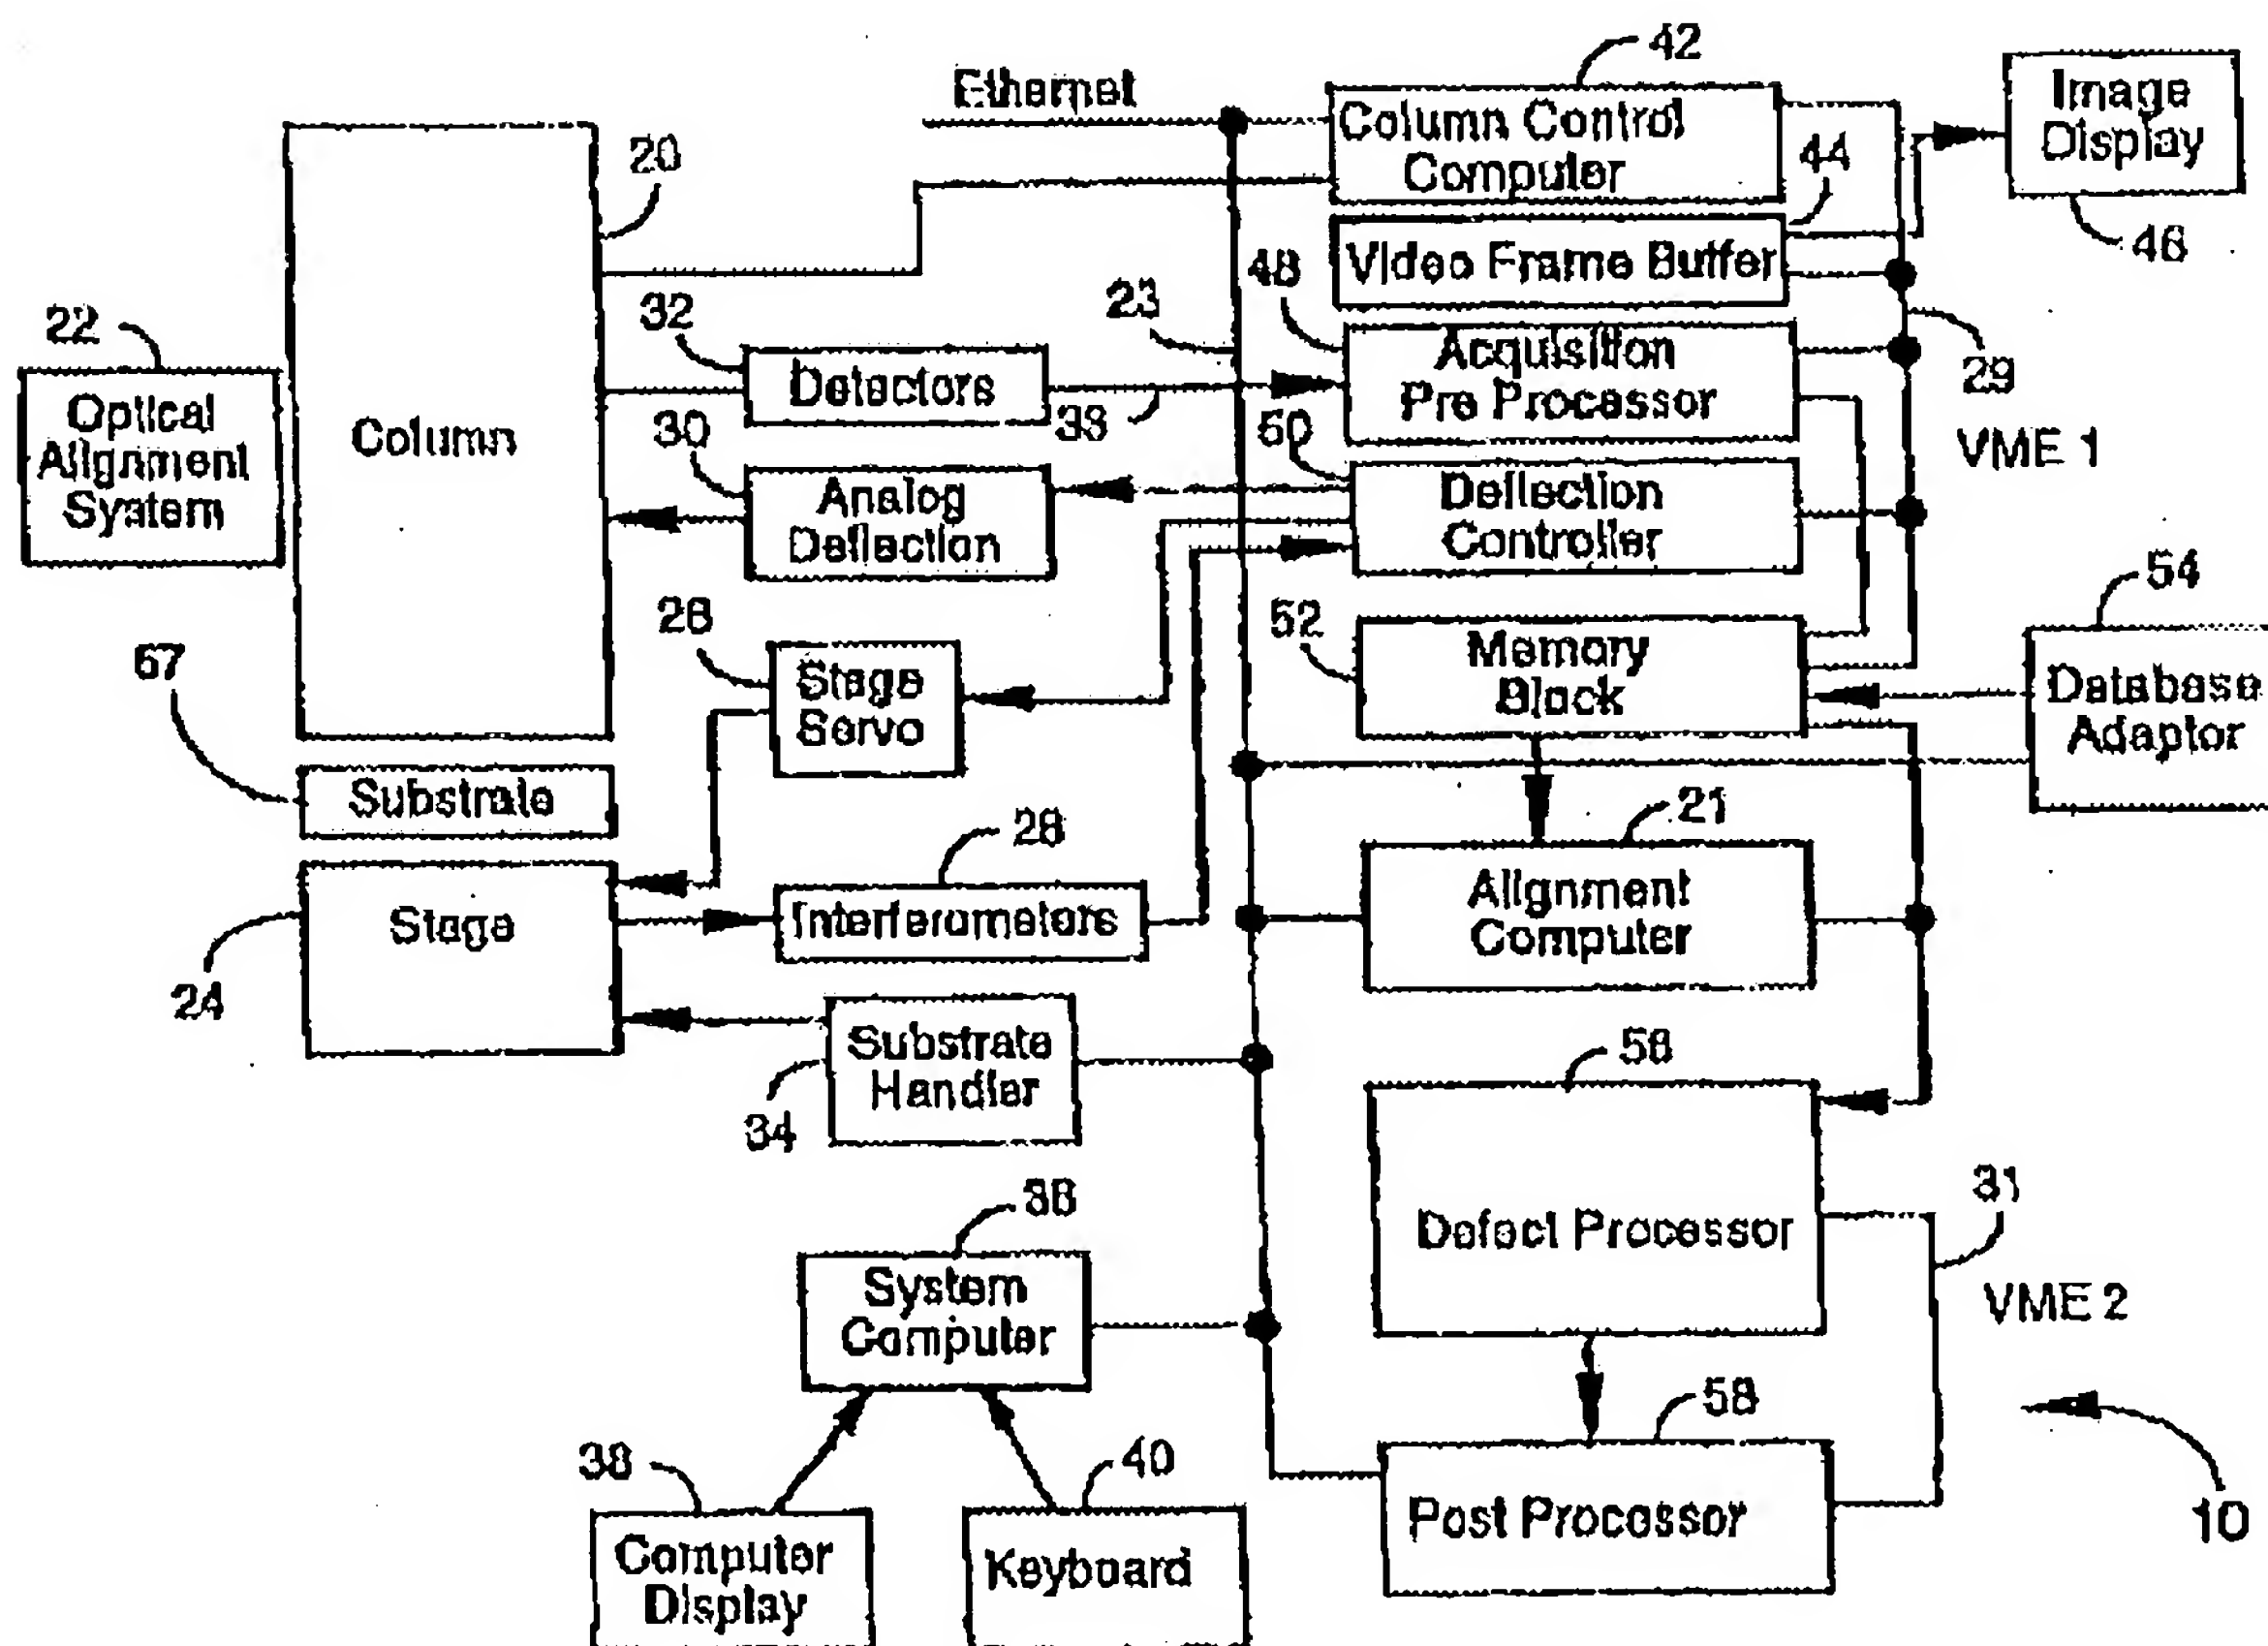 Ethernet
42
Column Control
Computer
44
Image
Display
46
20
Video Frame Buffer
22
Optical
Alignment
System
Column
32
Detectors
33
23
48
Acquisition
Pre Processor
29
VME 1
30
Analog
Deflection
50
Deflection
Controller
26
Stage
Servo
52
Memory
Block
54
Database
Adaptor
57
Substrate
21
Alignment
Computer
24
Stage
28
Interferometers
34
Substrate
Handler
56
Defect Processor
31
VME 2
36
System
Computer
58
Post Processor
38
Computer
Display
40
Keyboard
10